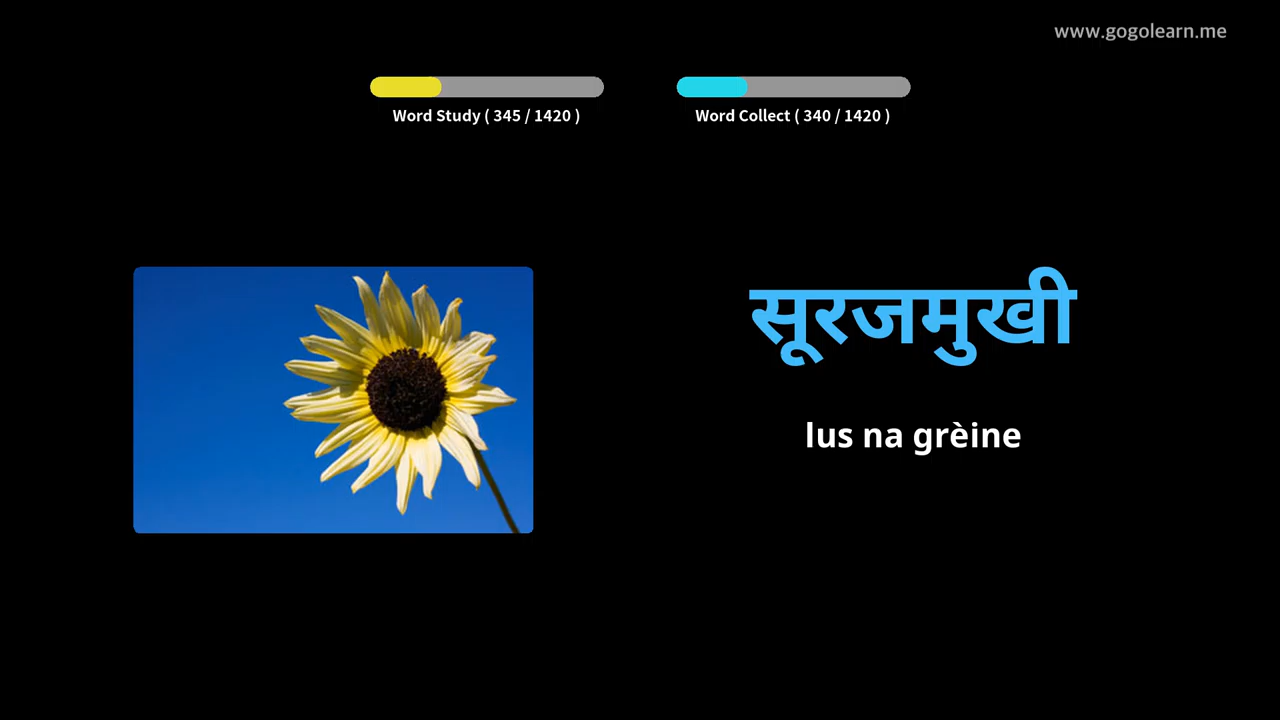 www.gogolearn.me
Word Study ( 345 / 1420 )
Word Collect ( 340 / 1420 )
सूरजमुखी
lus na grèine